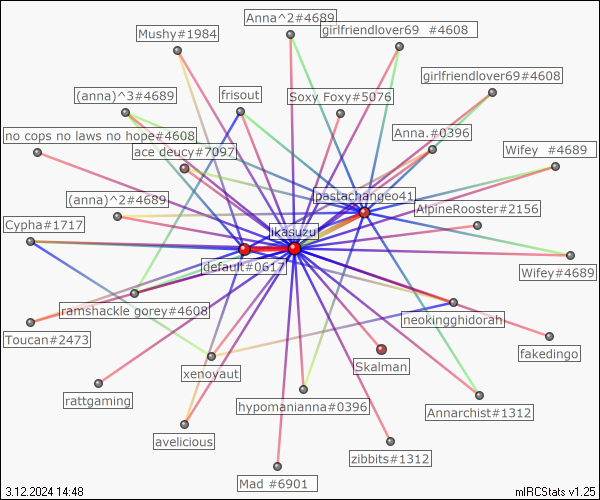 Anna^2#4689
girlfriendlover69 #4608
Mushy#1984
girlfriendlover69#4608
(anna)^3#4689
frisout
Soxy Foxy#5076
no cops no laws no hope#4608
Anna.#0396
ace deucy#7097
Wifey #4689
(anna)^2#4689
pastachangeo41
AlpineRooster#2156
Cypha#1717
ikasuzu
default#0617
Wifey#4689
ramshackle gorey#4608
neokingghidorah
Toucan#2473
fakedingo
xenoyaut
Skalman
rattgaming
hypomanianna#0396
Annarchist#1312
avelicious
zibbits#1312
Mad #6901
3.12.2024 14:48
mIRCStats v1.25